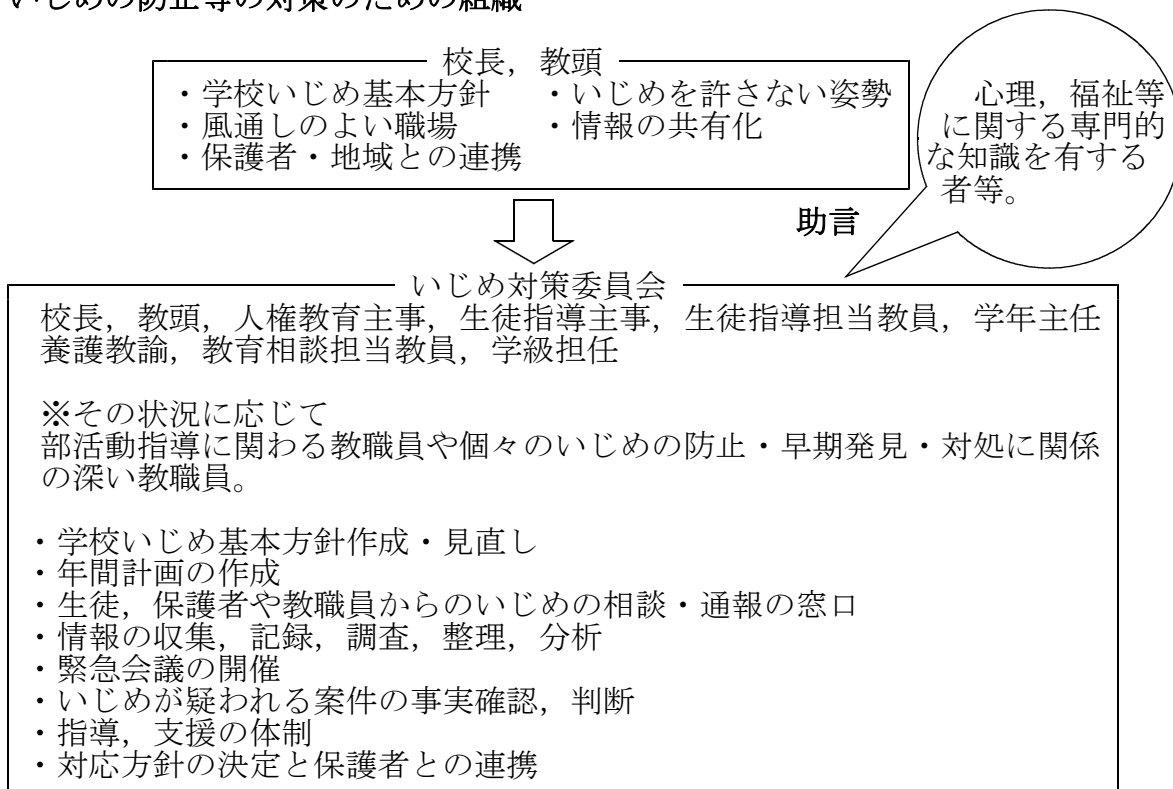 いじめの防止等の対策のための組織
校長，教頭
・学校いじめ基本方針　・いじめを許さない姿勢
・風通しのよい職場　・情報の共有化
・保護者・地域との連携
心理，福祉等
に関する専門的
な知識を有する
者等。
助言
いじめ対策委員会
校長，教頭，人権教育主事，生徒指導主事，生徒指導担当教員，学年主任
養護教諭，教育相談担当教員，学級担任
※その状況に応じて
部活動指導に関わる教職員や個々のいじめの防止・早期発見・対処に関係
の深い教職員。
・学校いじめ基本方針作成・見直し
・年間計画の作成
・生徒，保護者や教職員からのいじめの相談・通報の窓口
・情報の収集，記録，調査，整理，分析
・緊急会議の開催
・いじめが疑われる案件の事実確認，判断
・指導，支援の体制
・対応方針の決定と保護者との連携